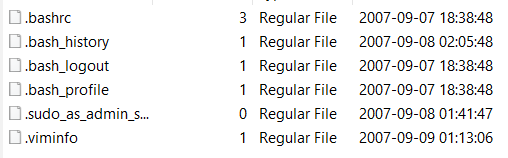 .bashrc 3 Regular File 2007-09-07 18:38:48
.bash_history 1 Regular File 2007-09-08 02:05:48
.bash_logout 1 Regular File 2007-09-07 18:38:48
.bash_profile 1 Regular File 2007-09-07 18:38:48
.sudo_as_admin_s... 0 Regular File 2007-09-08 01:41:47
.viminfo 1 Regular File 2007-09-09 01:13:06